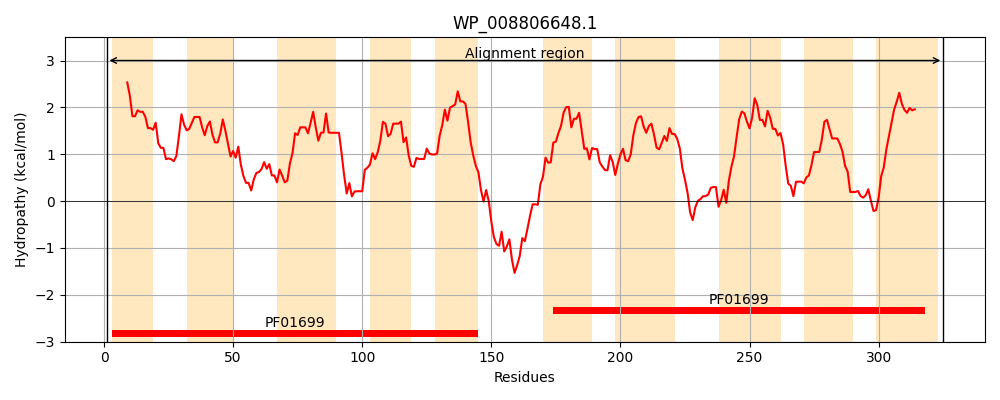 WP_008806648.1
Alignment region
Hydropathy (kcal/mol)
3
2
1
0
−1
−2
−3
PF01699
PF01699
0 50 100 150 200 250 300
Residues